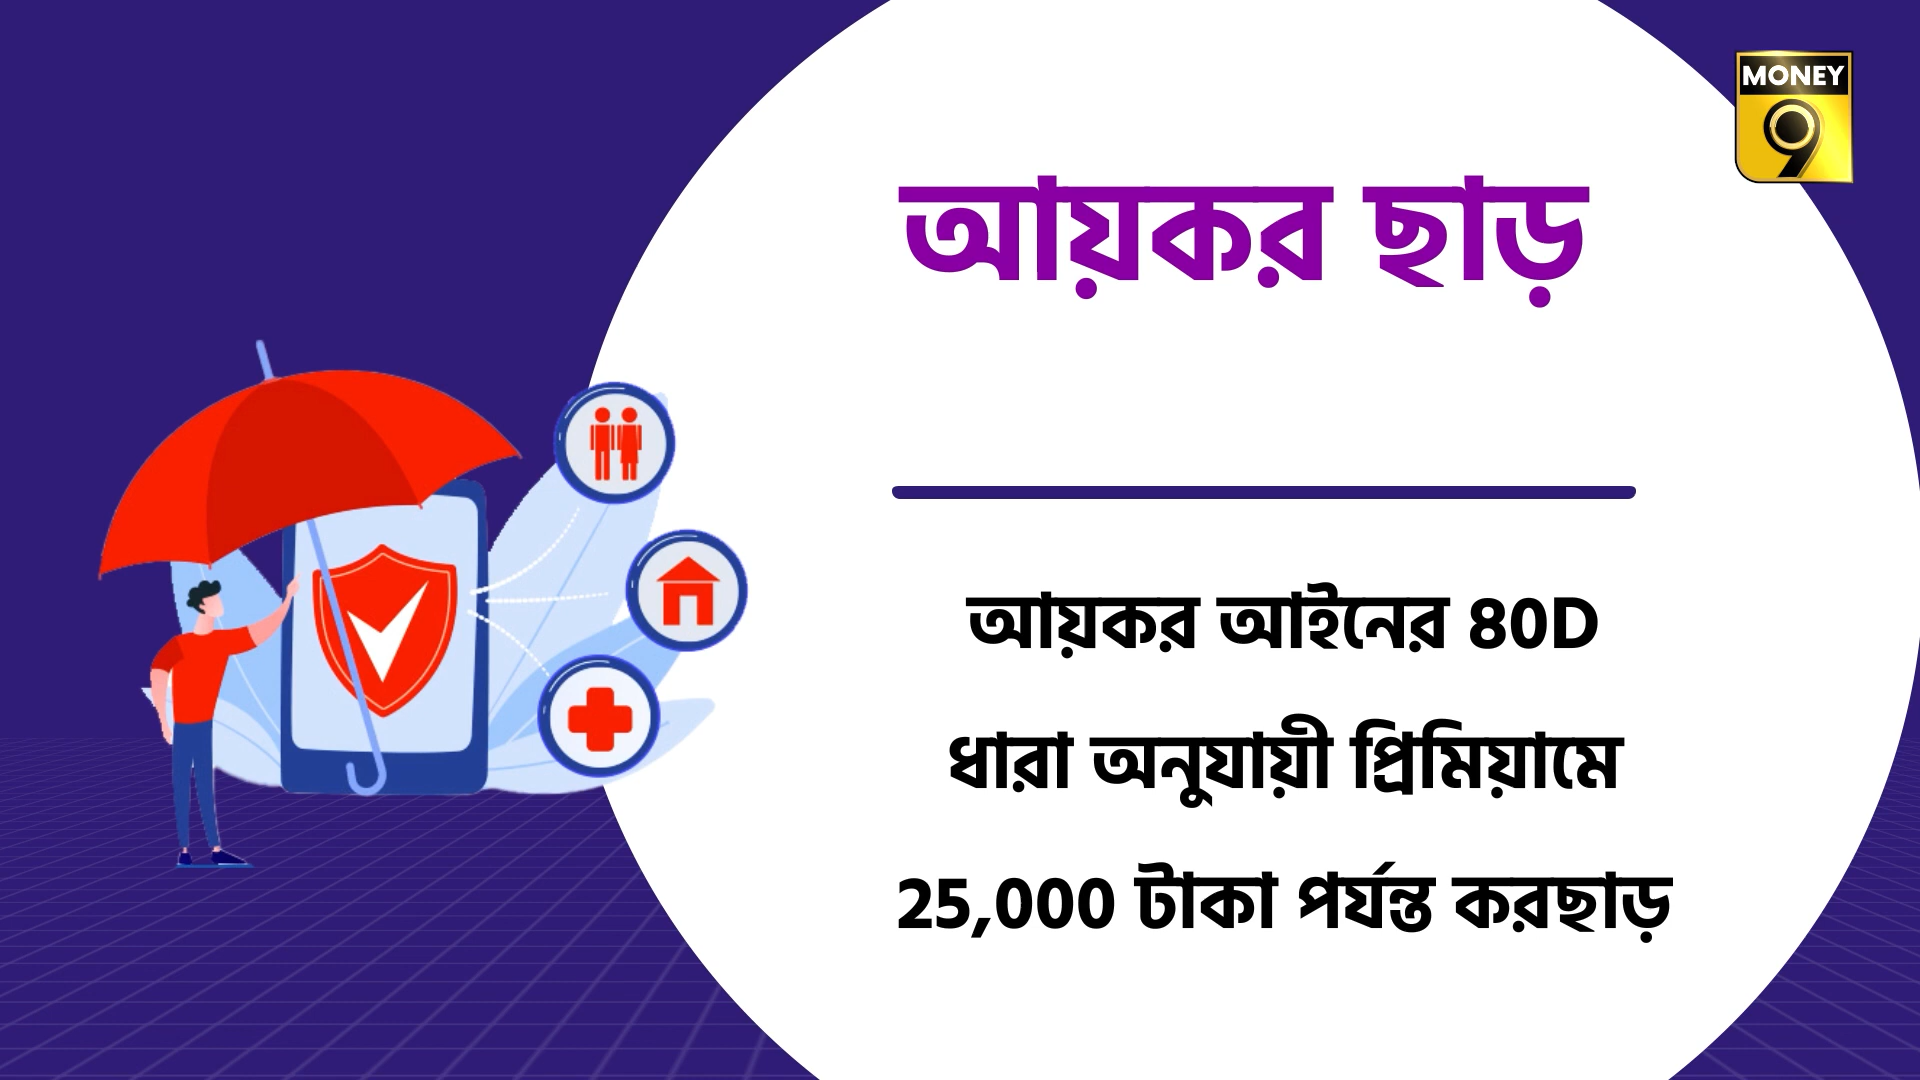 MONEY
9
আয়কর ছাড়
আয়কর আইনের 80D
ধারা অনুযায়ী প্রিমিয়ামে
25,000 টাকা পর্যন্ত করছাড়